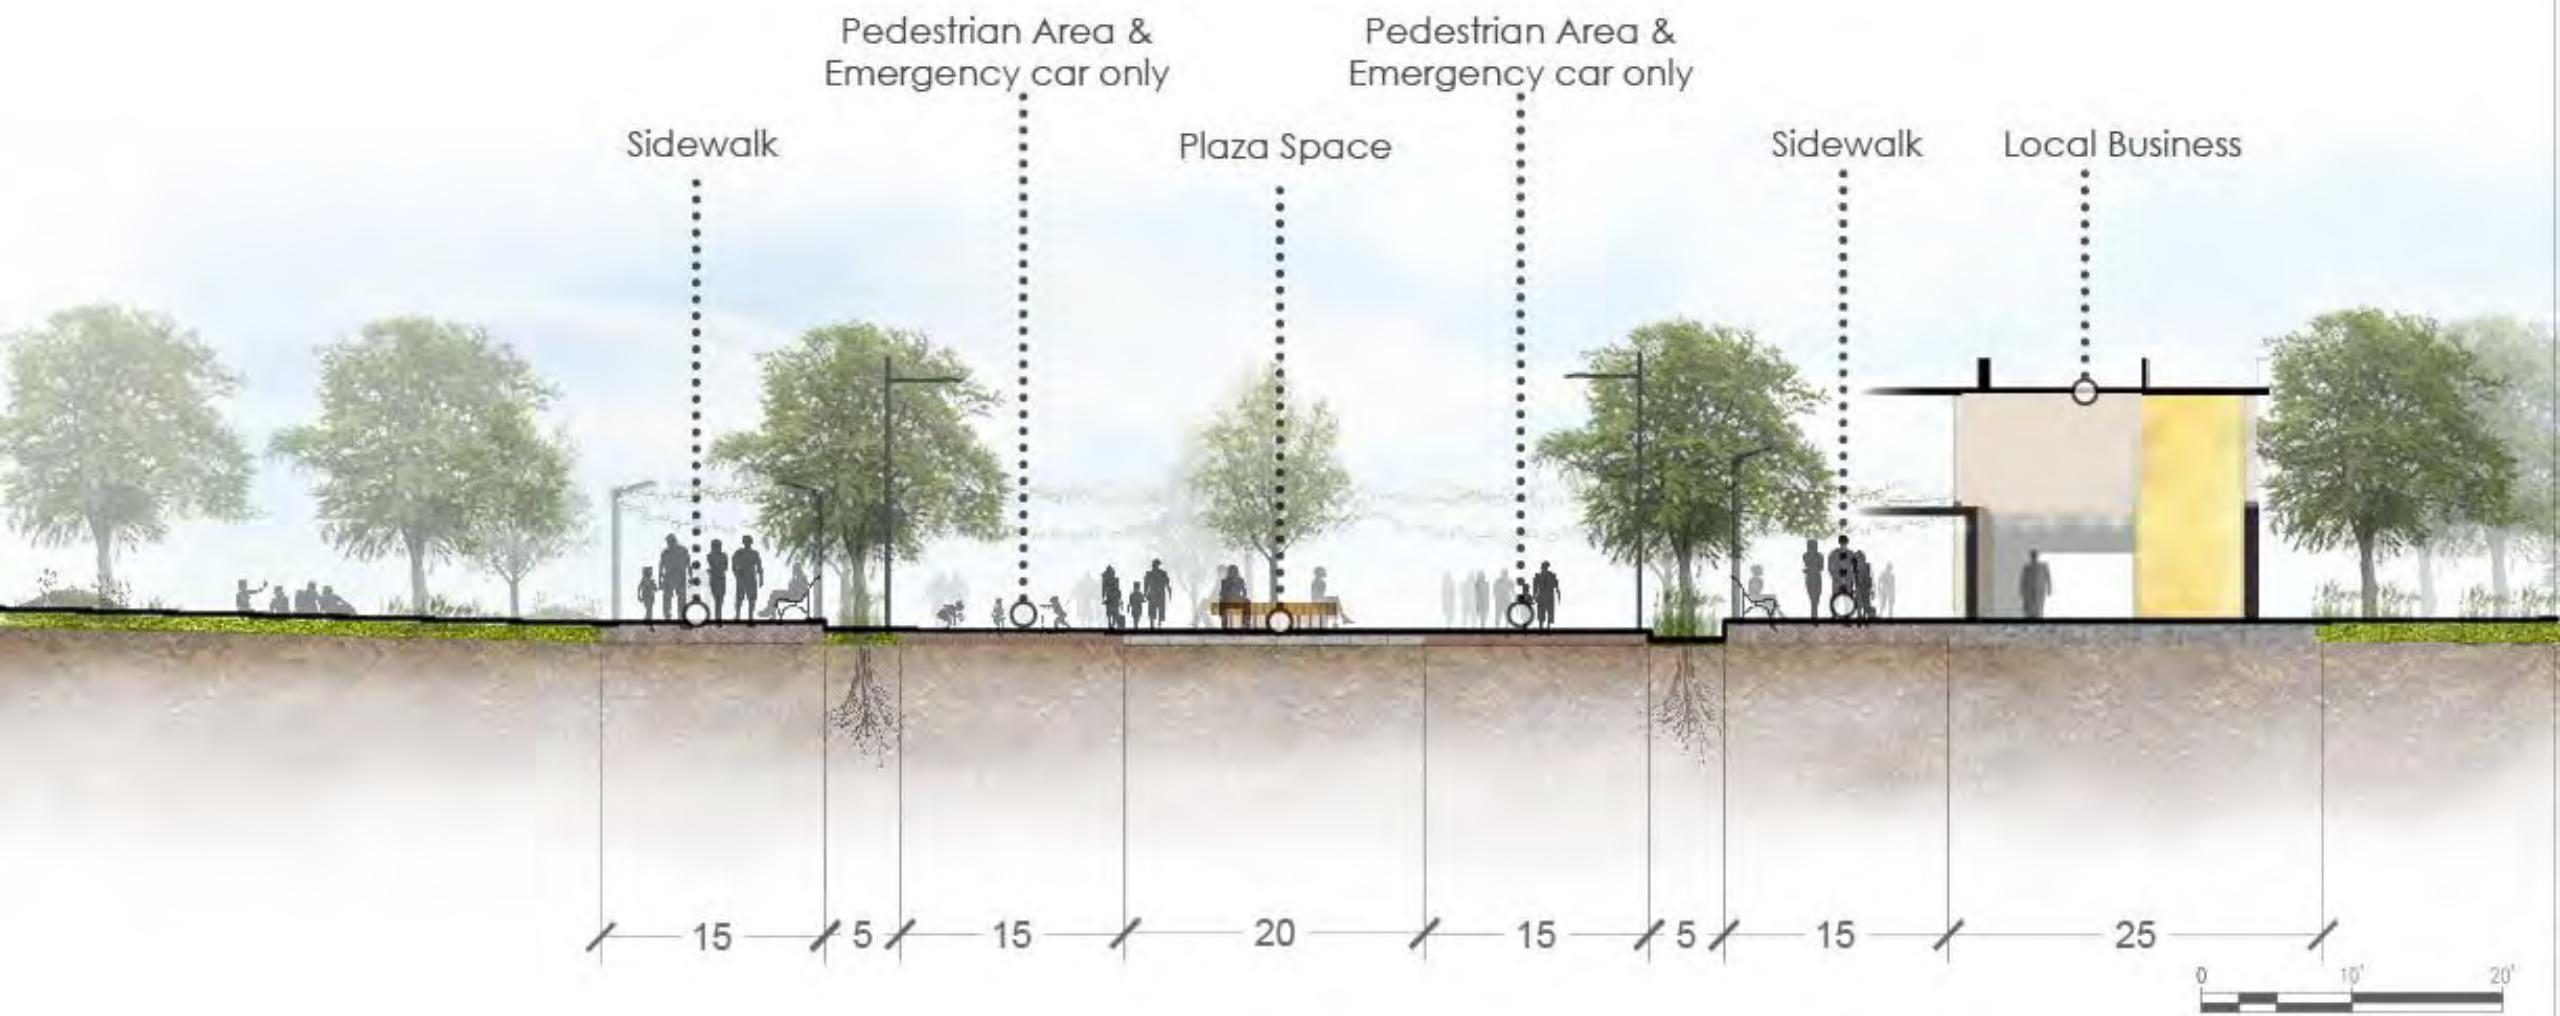 Pedestrian Area &
Emergency car only
Pedestrian Area &
Emergency car only
Sidewalk
Plaza Space
Sidewalk
Local Business
15
5
15
20
15
5
15
25
0
10'
20'